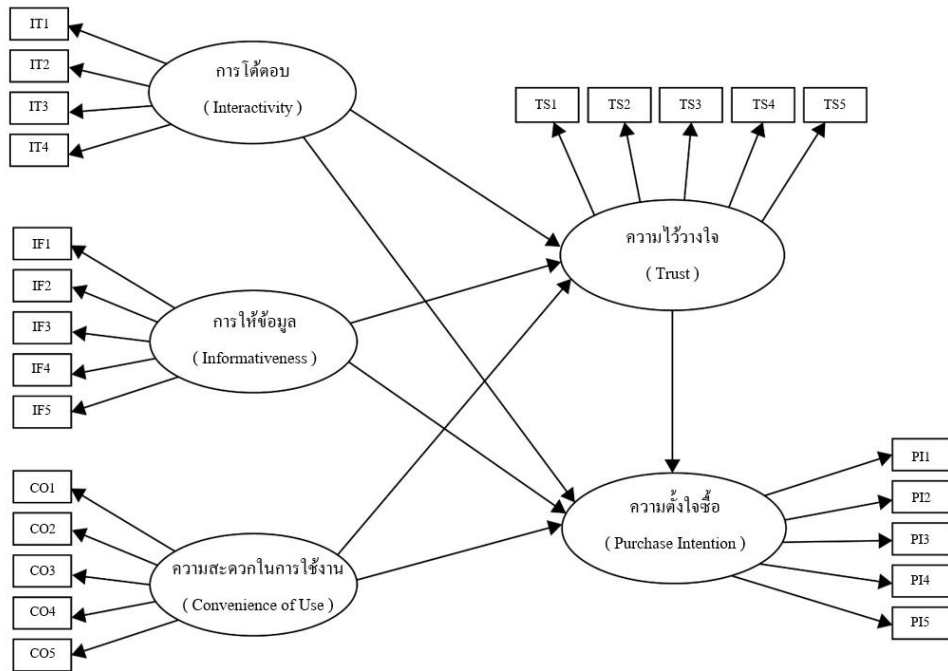 IT1
IT2
IT3
IT4
การโต้ตอบ
( Interactivity )
TS1
TS2
TS3
TS4
TS5
ความไว้วางใจ
( Trust )
IF1
IF2
IF3
IF4
IF5
การให้ข้อมูล
( Informativeness )
CO1
CO2
CO3
CO4
CO5
ความสะดวกในการใช้งาน
( Convenience of Use )
ความตั้งใจซื้อ
( Purchase Intention )
PI1
PI2
PI3
PI4
PI5